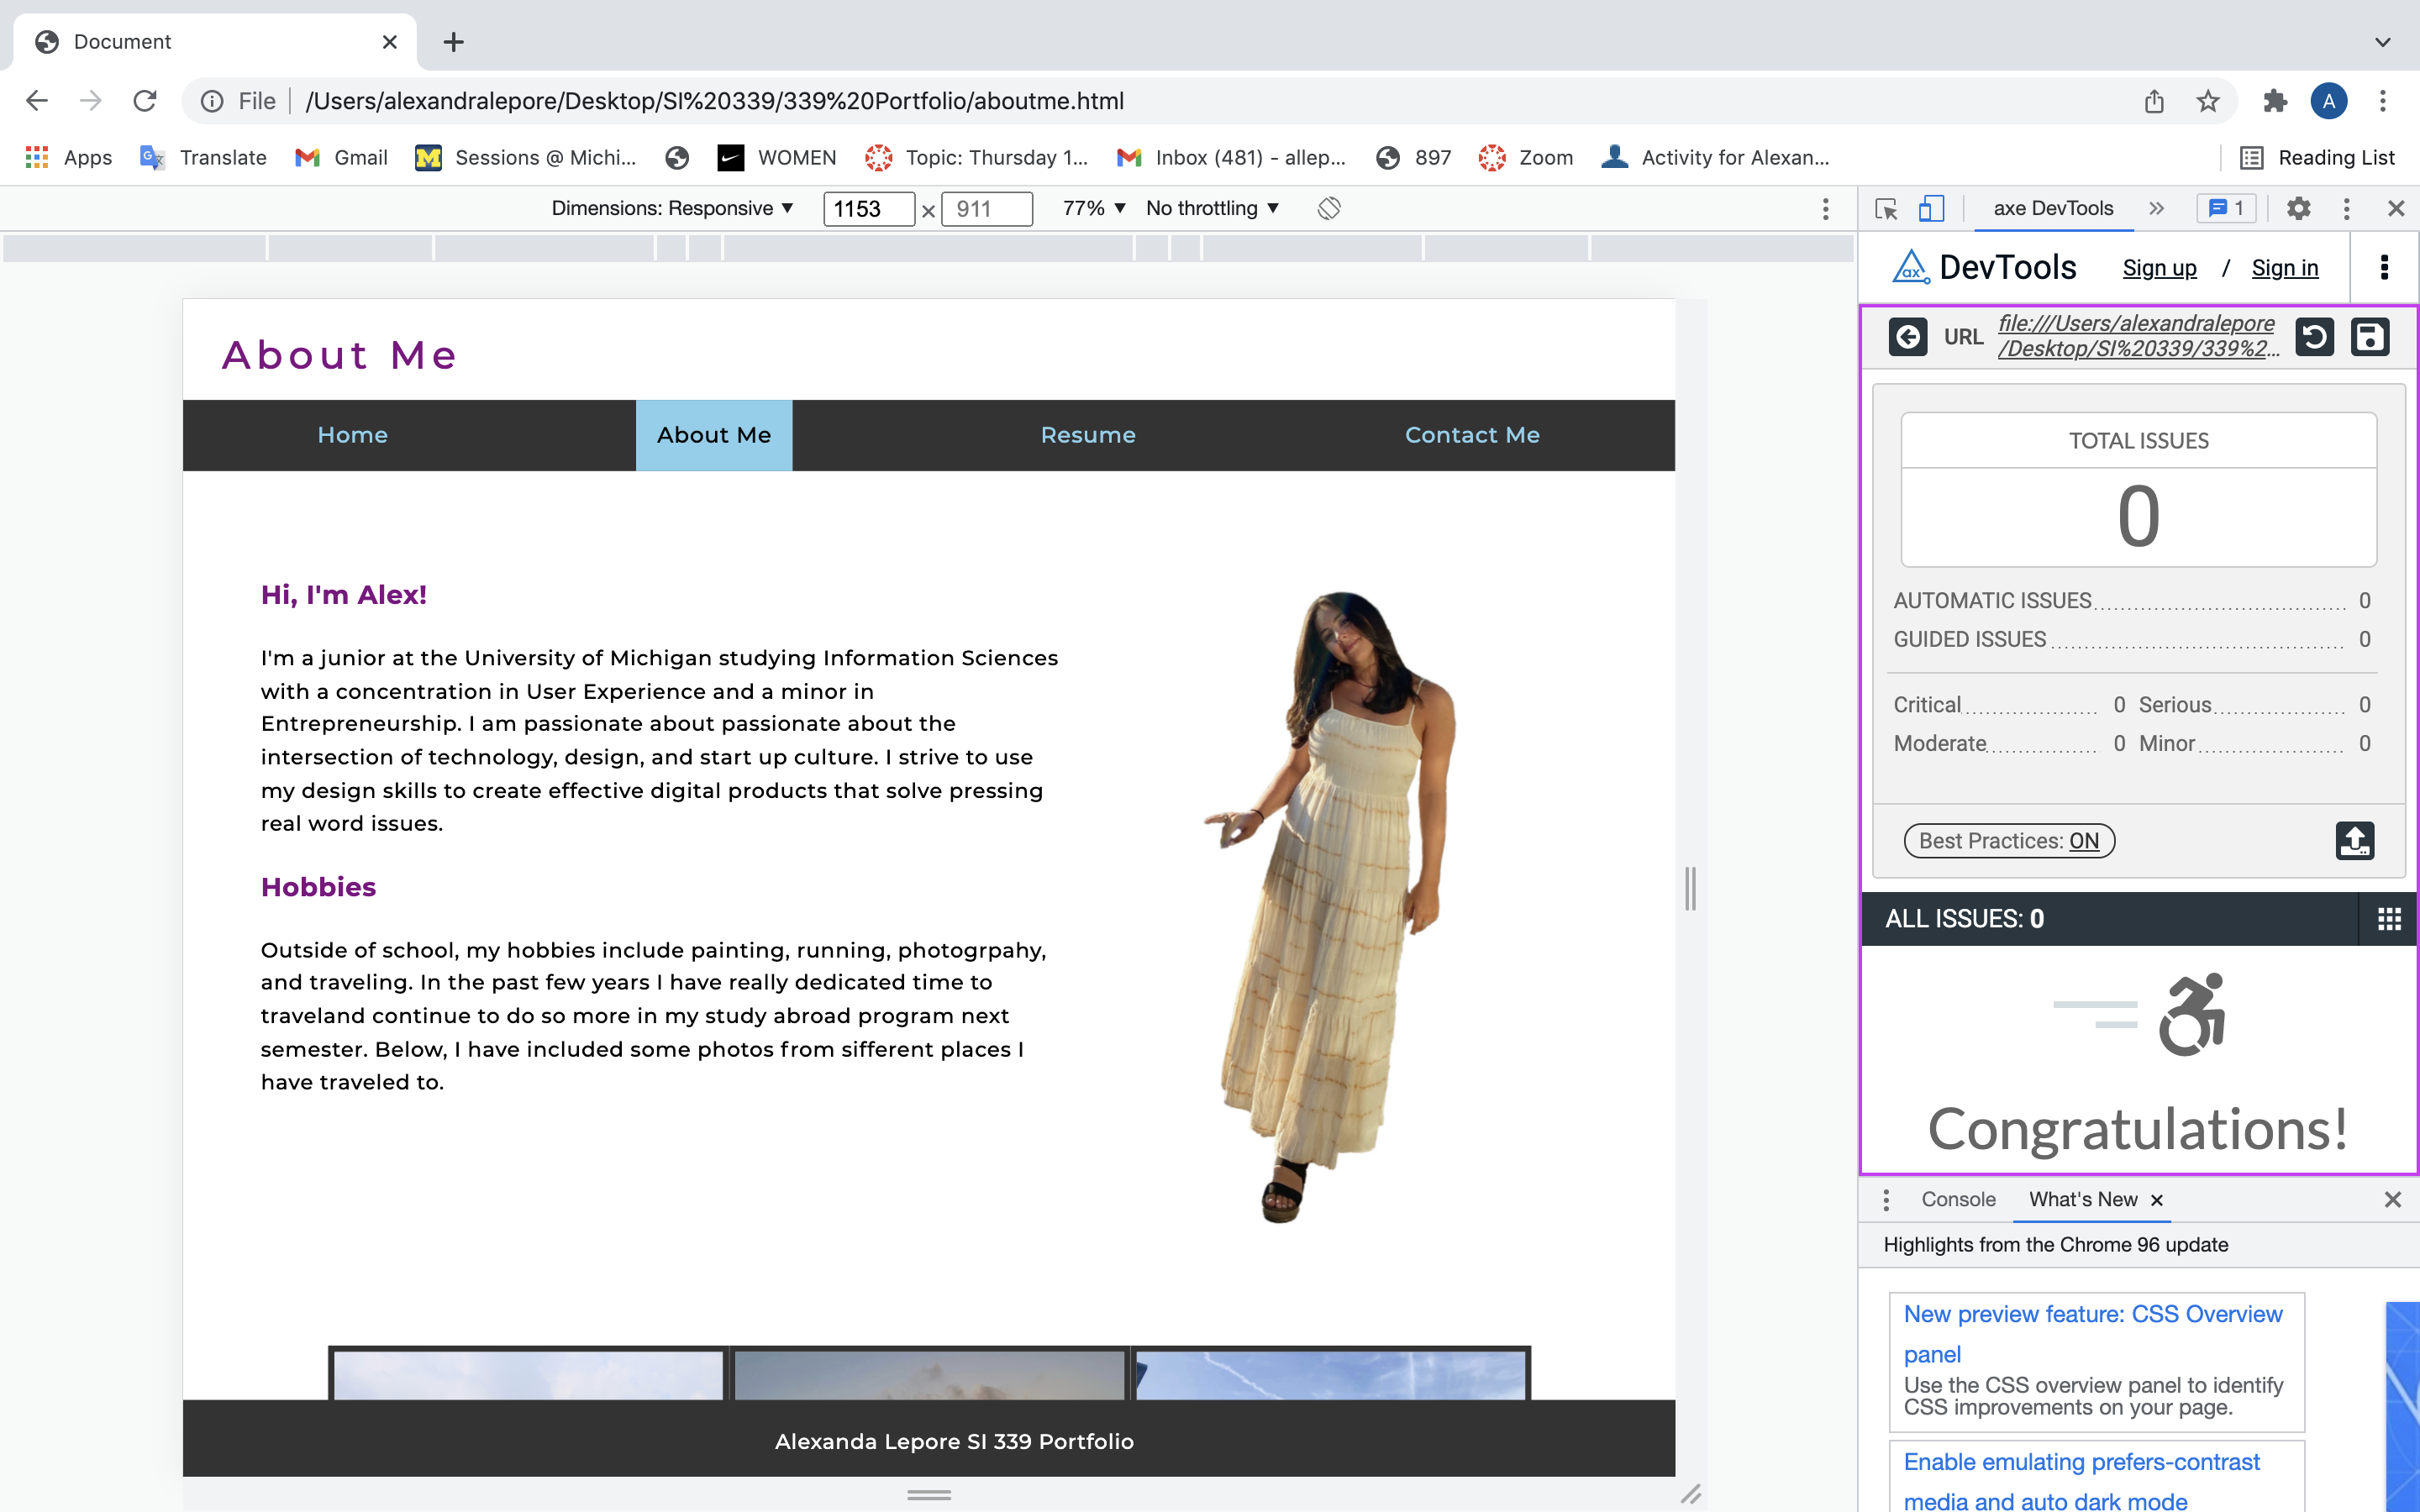 Document
File /Users/alexandralepore/Desktop/SI%20339/339%20Portfolio/aboutme.html
A
Apps Translate Gmail Sessions @ Michi... WOMEN Topic: Thursday 1... Inbox (481) - allep... 897 Zoom Activity for Alexan... Reading List
Dimensions: Responsive 1153 × 911 77% No throttling
axe DevTools 1
ax DevTools Sign up / Sign in
URL file:///Users/alexandralepore
/Desktop/SI%20339/339%2...
About Me
Home About Me Resume Contact Me
Hi, I'm Alex!
I'm a junior at the University of Michigan studying Information Sciences
with a concentration in User Experience and a minor in
Entrepreneurship. I am passionate about passionate about the
intersection of technology, design, and start up culture. I strive to use
my design skills to create effective digital products that solve pressing
real word issues.
Hobbies
Outside of school, my hobbies include painting, running, photogrpahy,
and traveling. In the past few years I have really dedicated time to
traveland continue to do so more in my study abroad program next
semester. Below, I have included some photos from sifferent places I
have traveled to.
Alexanda Lepore SI 339 Portfolio
TOTAL ISSUES
0
AUTOMATIC ISSUES 0
GUIDED ISSUES 0
Critical 0 Serious 0
Moderate 0 Minor 0
Best Practices: ON
ALL ISSUES: 0
Congratulations!
Console What's New
Highlights from the Chrome 96 update
New preview feature: CSS Overview
panel
Use the CSS overview panel to identify
CSS improvements on your page.
Enable emulating prefers-contrast
media and auto dark mode